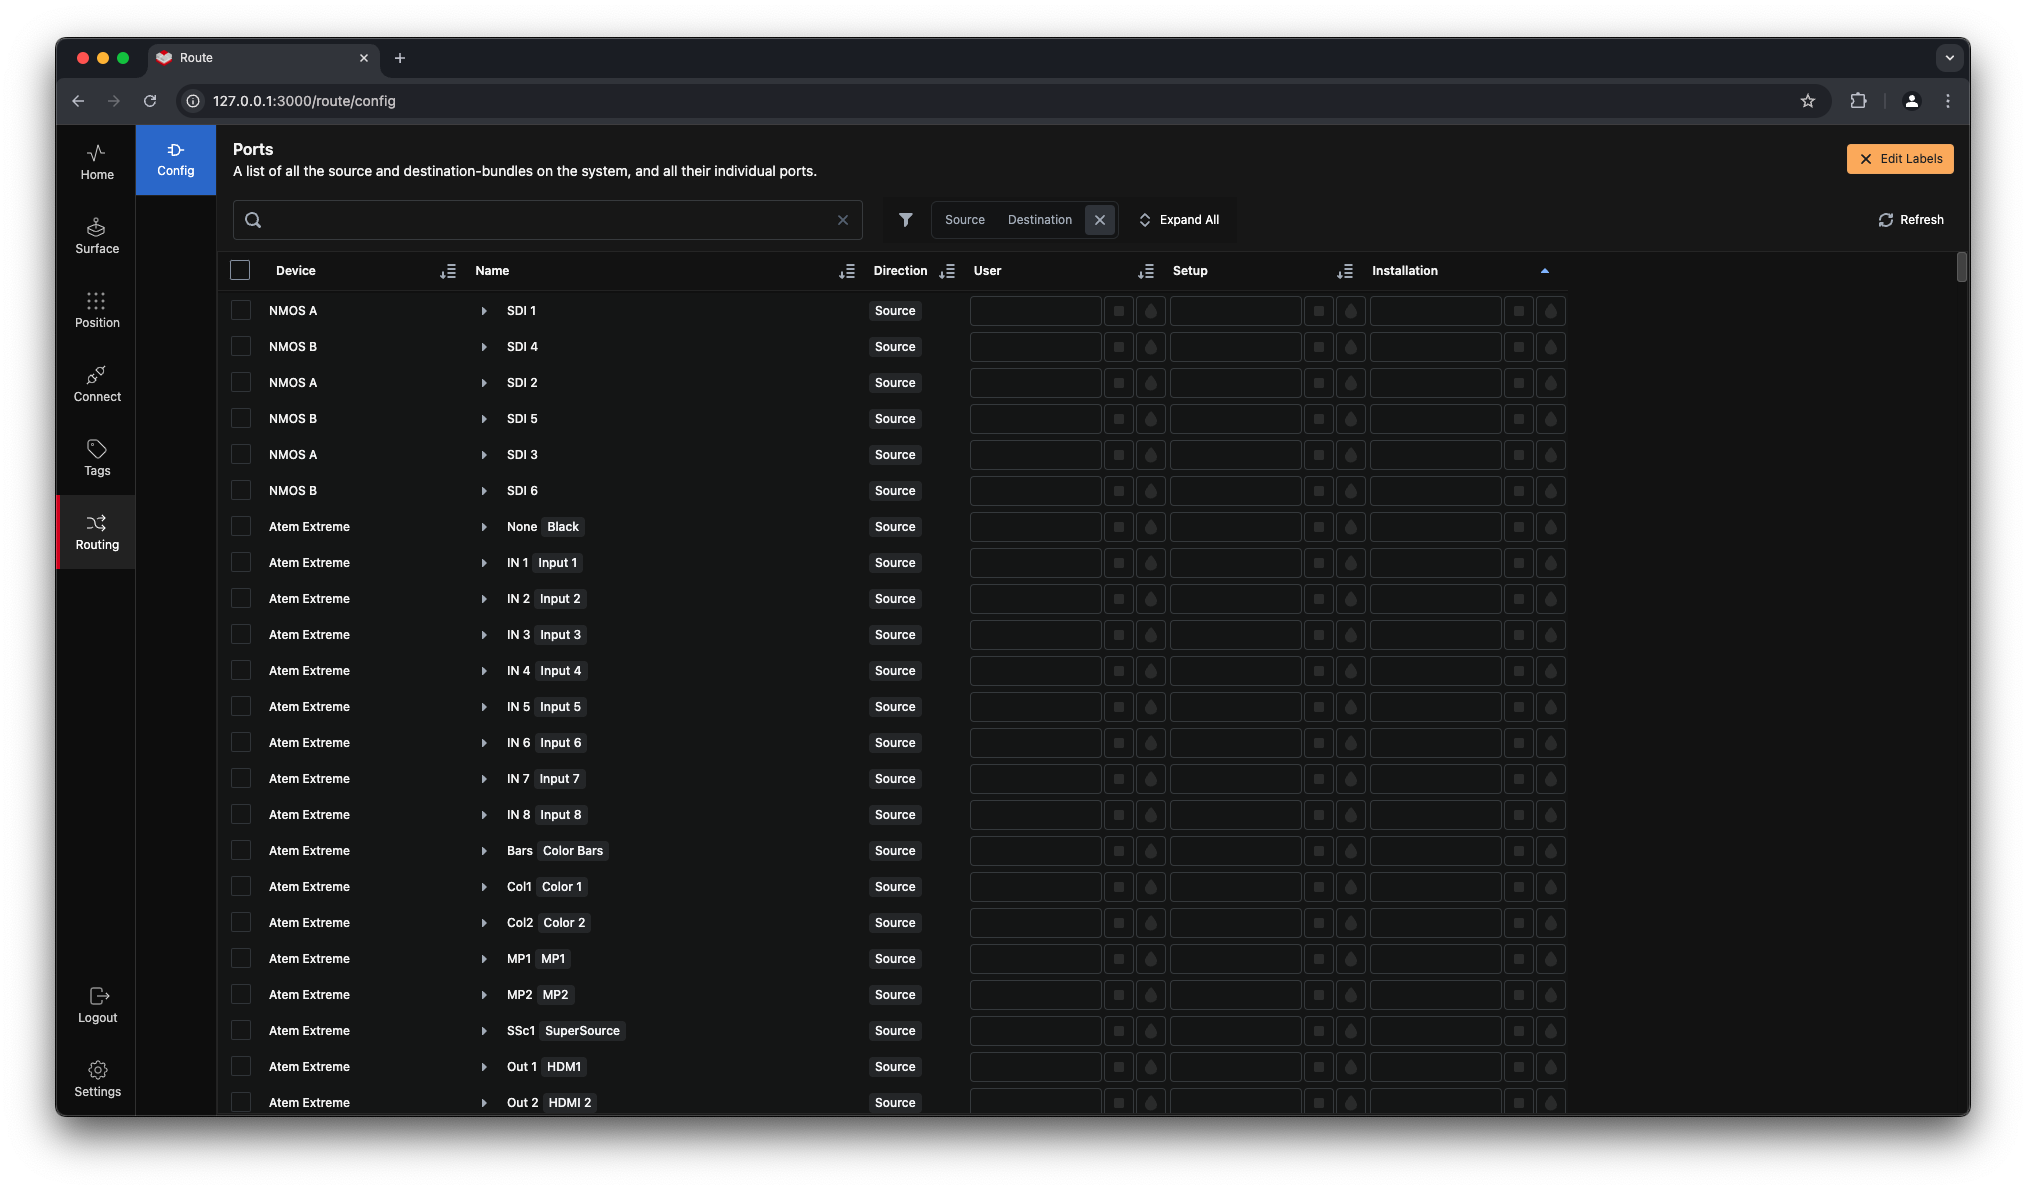 Route
127.0.0.1:3000/route/config
Home
Surface
Position
Connect
Tags
Routing
Logout
Settings
Config
Ports
A list of all the source and destination-bundles on the system, and all their individual ports.
Edit Labels
Source Destination Expand All Refresh
Device Name Direction User Setup Installation
NMOS A SDI 1 Source
NMOS B SDI 4 Source
NMOS A SDI 2 Source
NMOS B SDI 5 Source
NMOS A SDI 3 Source
NMOS B SDI 6 Source
Atem Extreme None Black Source
Atem Extreme IN 1 Input 1 Source
Atem Extreme IN 2 Input 2 Source
Atem Extreme IN 3 Input 3 Source
Atem Extreme IN 4 Input 4 Source
Atem Extreme IN 5 Input 5 Source
Atem Extreme IN 6 Input 6 Source
Atem Extreme IN 7 Input 7 Source
Atem Extreme IN 8 Input 8 Source
Atem Extreme Bars Color Bars Source
Atem Extreme Col1 Color 1 Source
Atem Extreme Col2 Color 2 Source
Atem Extreme MP1 MP1 Source
Atem Extreme MP2 MP2 Source
Atem Extreme SSc1 SuperSource Source
Atem Extreme Out 1 HDM1 Source
Atem Extreme Out 2 HDMI 2 Source